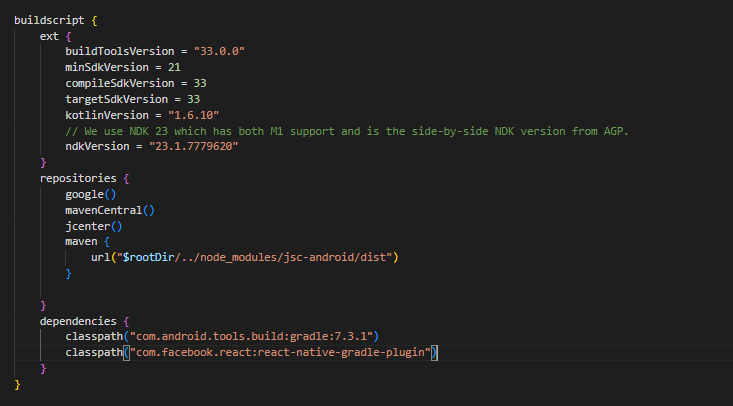 buildscript {
ext {
buildToolsVersion = "33.0.0"
minSdkVersion = 21
compileSdkVersion = 33
targetSdkVersion = 33
kotlinVersion = "1.6.10"
// We use NDK 23 which has both M1 support and is the side-by-side NDK version from AGP.
ndkVersion = "23.1.7779620"
}
repositories {
google()
mavenCentral()
jcenter()
maven {
url("$rootDir/../node_modules/jsc-android/dist")
}
}
dependencies {
classpath("com.android.tools.build:gradle:7.3.1")
classpath("com.facebook.react:react-native-gradle-plugin")
}
}